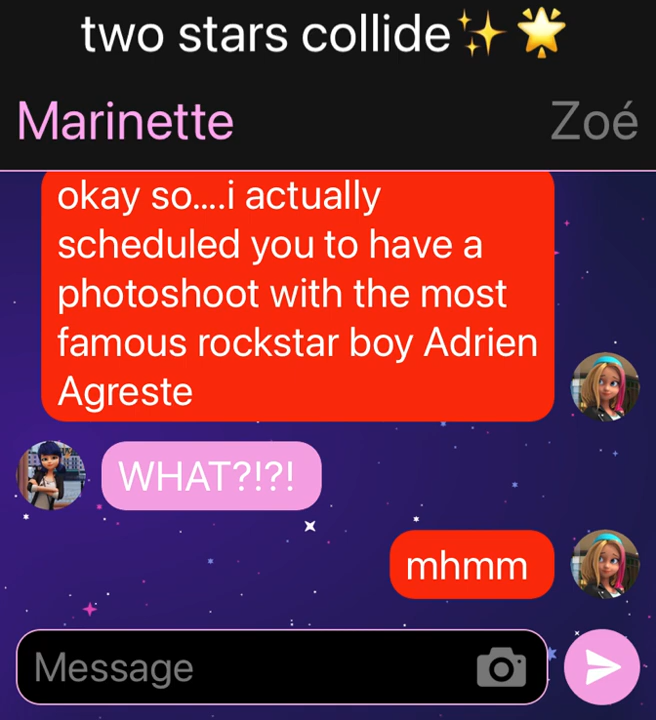 two stars collide✨🌟
Marinette Zoé
okay so....i actually
scheduled you to have a
photoshoot with the most
famous rockstar boy Adrien
Agreste
WHAT?!?!
mhmm
Message